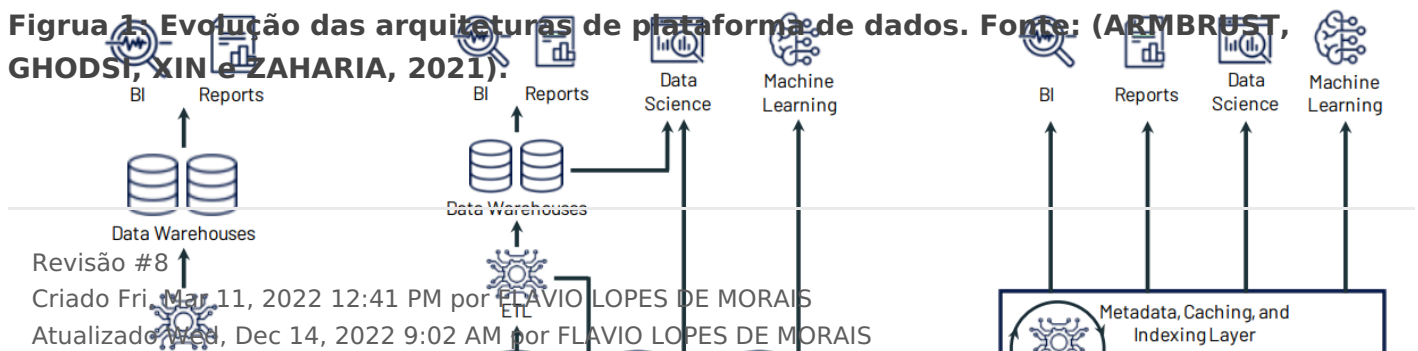 Figrua 1: Evolução das arquiteturas de plataforma de dados. Fonte: (ARMBRUST,
GHODSI, XIN e ZAHARIA, 2021).
BI
Reports
BI
Reports
Data
Science
Machine
Learning
BI
Reports
Data
Science
Machine
Learning
Data Warehouses
Data Warehouses
ETL
Metadata, Caching, and
Indexing Layer
Revisão #8
Criado Fri, Mar 11, 2022 12:41 PM por FLAVIO LOPES DE MORAIS
Atualizado Wed, Dec 14, 2022 9:02 AM por FLAVIO LOPES DE MORAIS